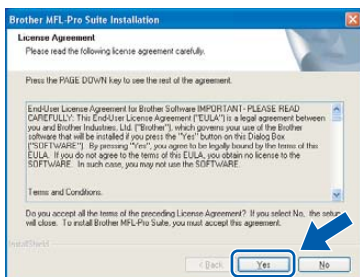 Brother MFL-Pro Suite Installation
License Agreement
Please read the following license agreement carefully.
Press the PAGE DOWN key to see the rest of the agreement.
End-User License Agreement for Brother Software IMPORTANT- PLEASE READ
CAREFULLY: This End-User License Agreement ("EULA") is a legal agreement between
you and Brother Industries, Ltd. ("Brother"), which governs your use of the Brother
software that will be installed if you press the "Yes" button on this Dialog Box
("SOFTWARE"). By pressing "Yes", you agree to be legally bound by the terms of this
EULA. If you do not agree to the terms of this EULA, you obtain no license to the
SOFTWARE. In such case, you may not use the SOFTWARE.
Terms and Conditions.
Do you accept all the terms of the preceding License Agreement? If you select No, the setup
will close. To install Brother MFL-Pro Suite, you must accept this agreement.
InstallShield
< Back
Yes
No